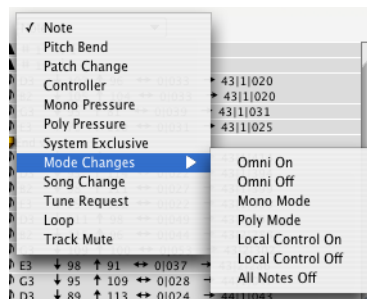 ✓ Note
Pitch Bend
Patch Change
Controller
Mono Pressure
Poly Pressure
System Exclusive
Mode Changes
Song Change
Tune Request
Loop
Track Mute
43|1|020
43|1|020
43|1|031
43|1|025
Omni On
Omni Off
Mono Mode
Poly Mode
Local Control On
Local Control Off
All Notes Off
E3 ↓ 98 ↑ 91 ↔ 0|037
G3 ↓ 95 ↑ 109 ↔ 0|028
D3 ↓ 89 ↑ 113 ↔ 0|024